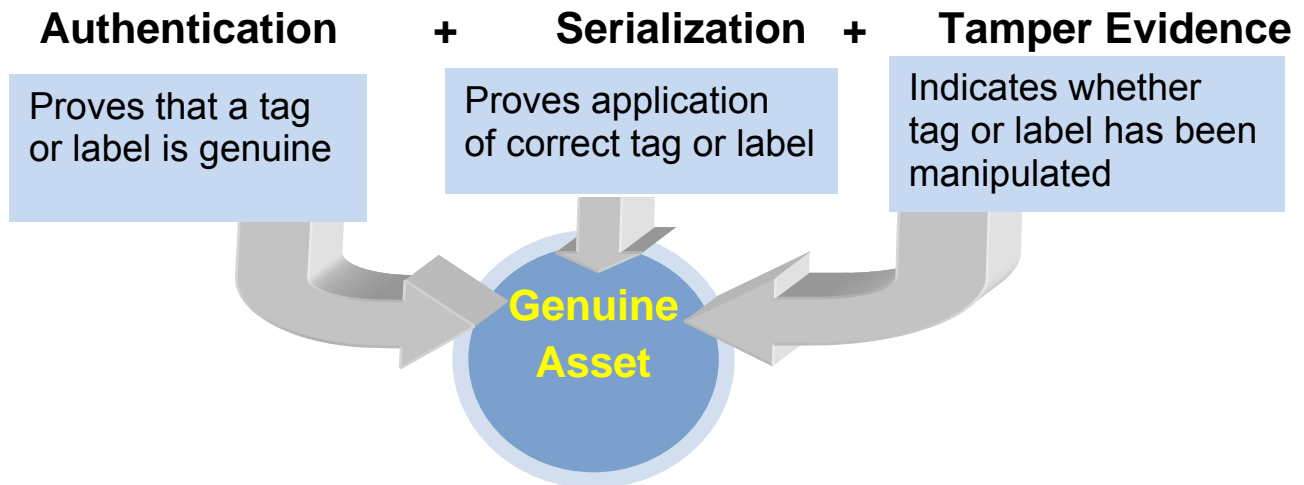 Authentication + Serialization + Tamper Evidence
Proves that a tag
or label is genuine
Proves application
of correct tag or label
Indicates whether
tag or label has been
manipulated
Genuine
Asset